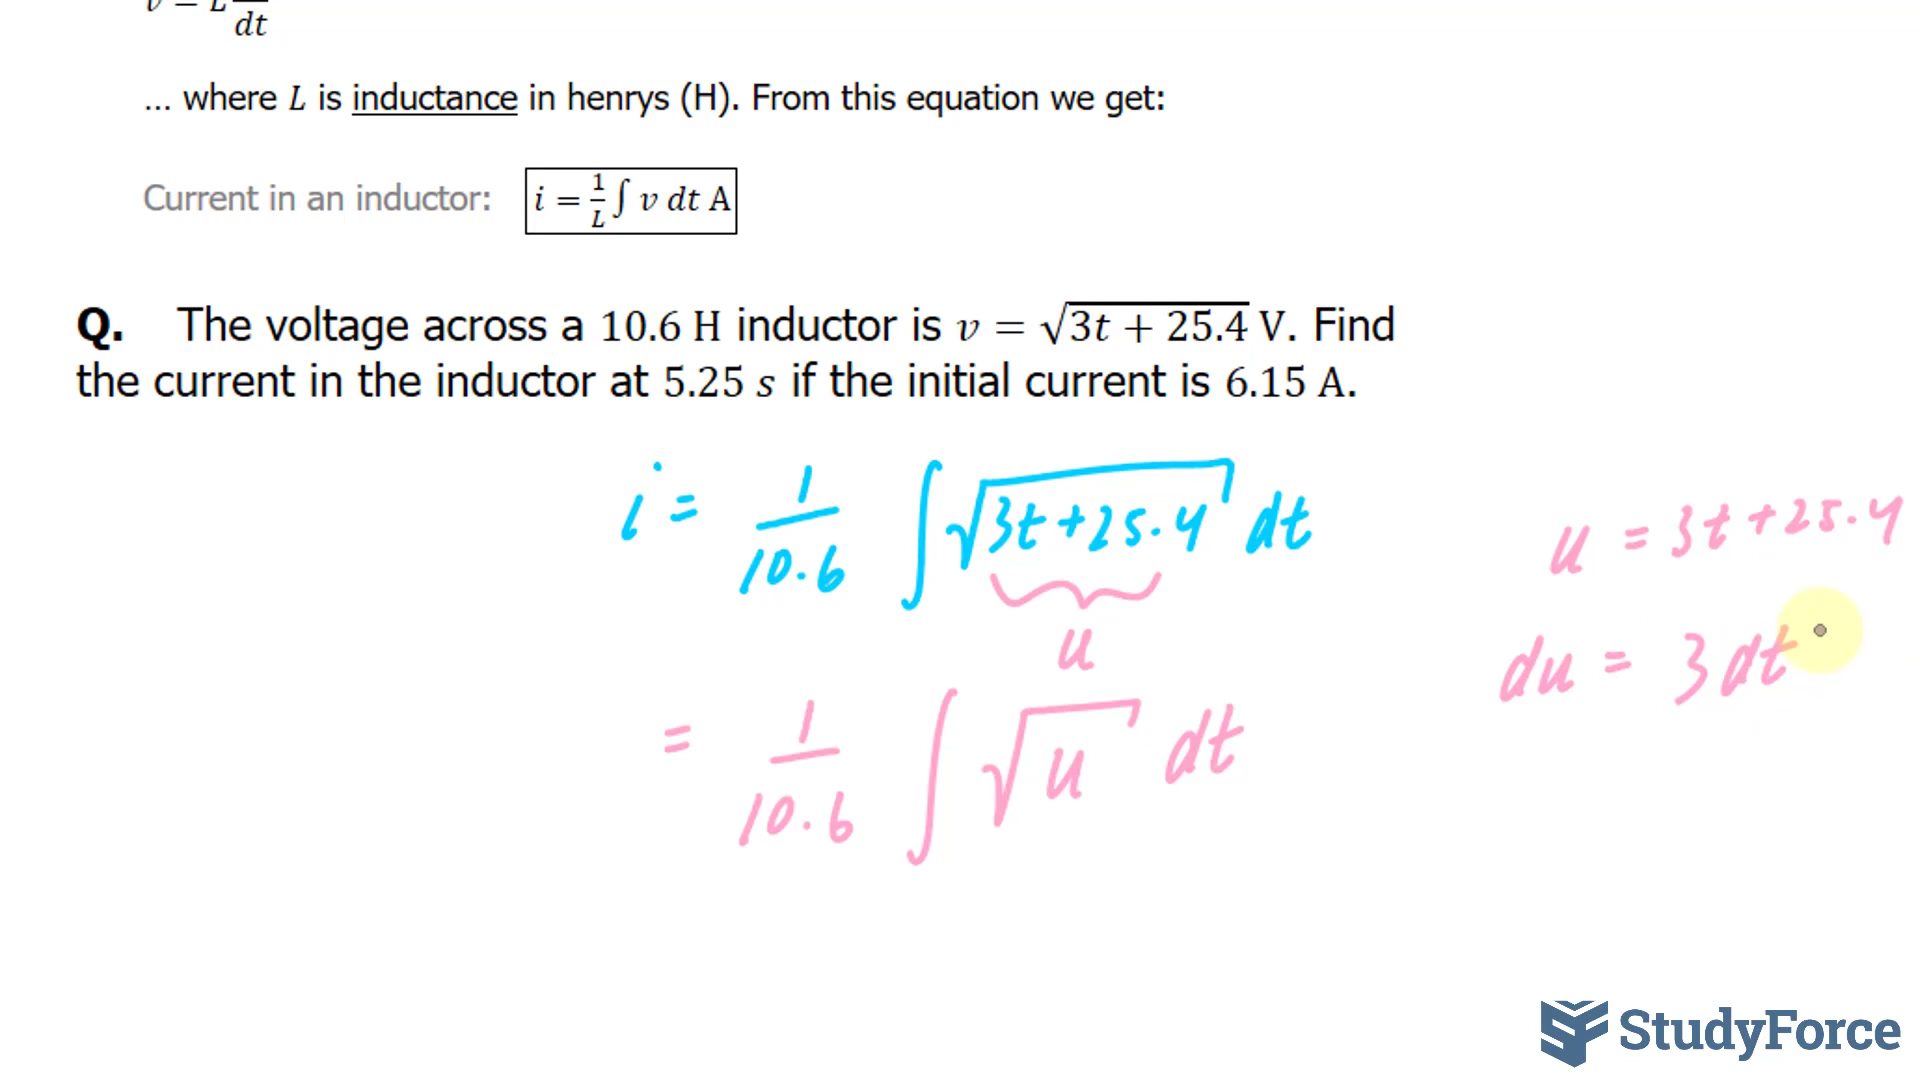 v = L
dt
... where L is inductance in henrys (H). From this equation we get:
Current in an inductor: i = 1/L ∫ v dt A
Q. The voltage across a 10.6 H inductor is v = √3t + 25.4 V. Find
the current in the inductor at 5.25 s if the initial current is 6.15 A.
i = 1/10.6 ∫ √3t+25.4 dt
u = 3t+25.4
u
du = 3dt
= 1/10.6 ∫ √u dt
StudyForce